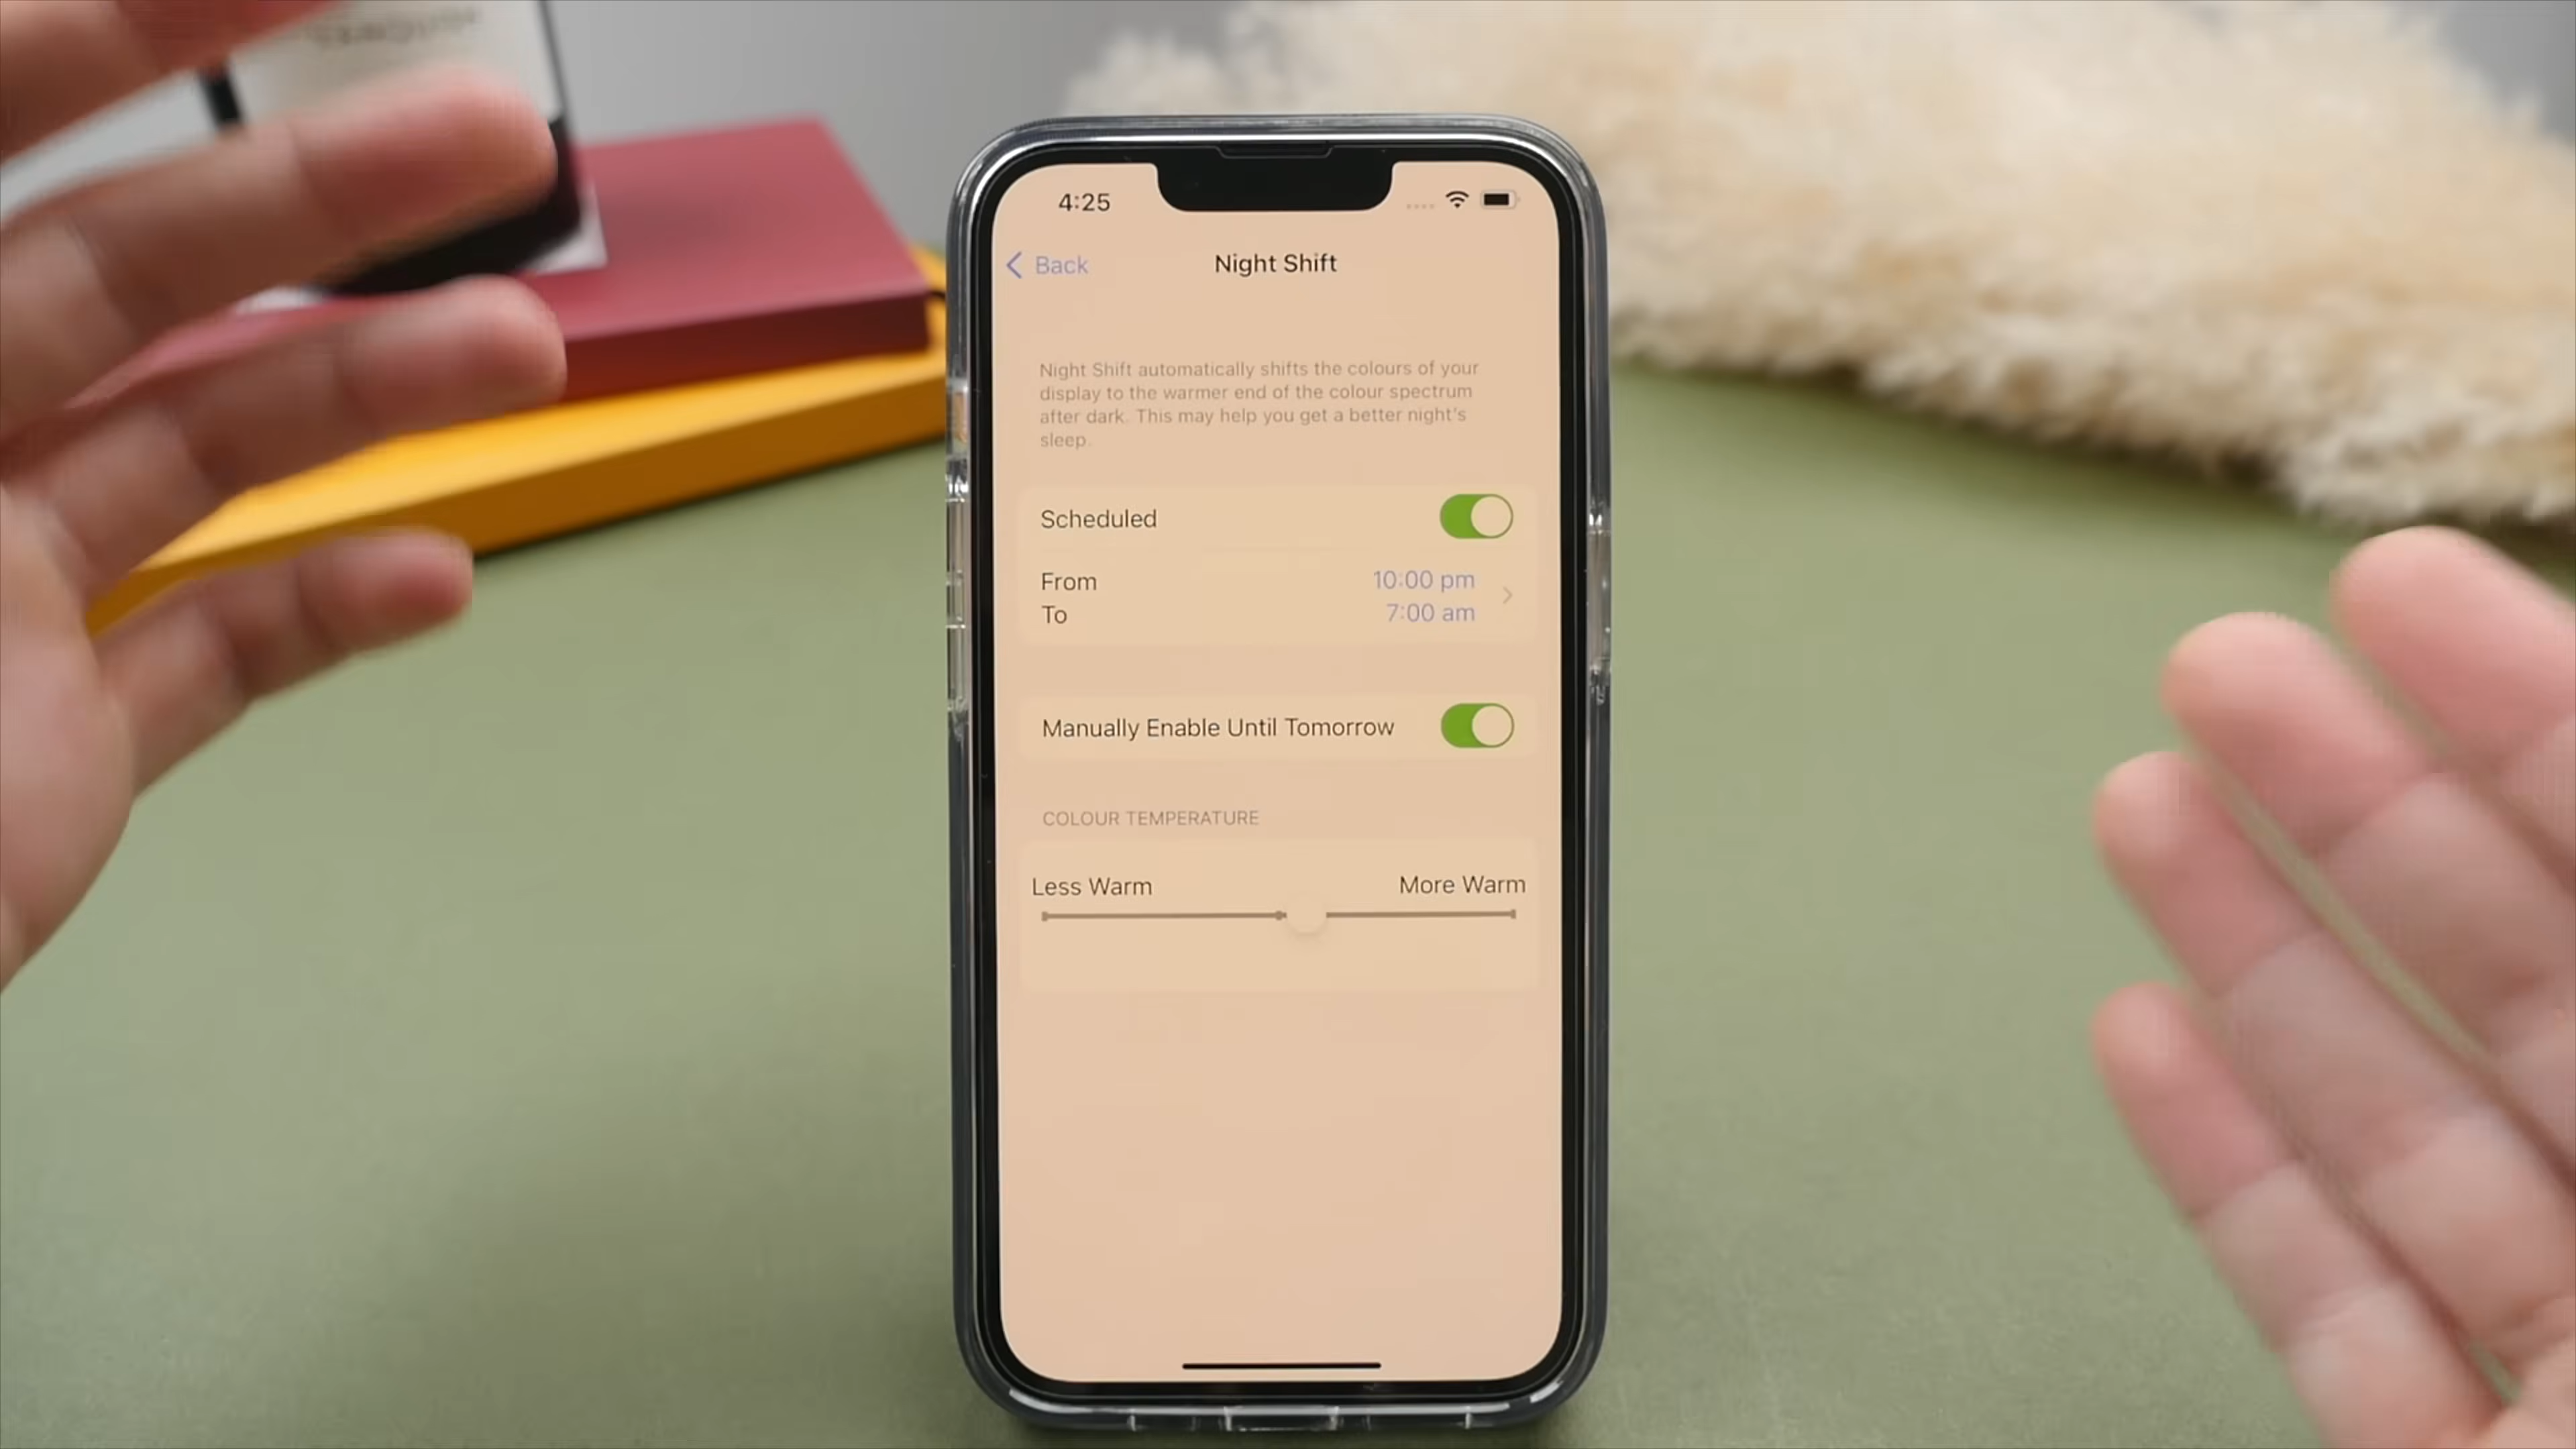 4:25
Back
Night Shift
Night Shift automatically shifts the colours of your
display to the warmer end of the colour spectrum
after dark. This may help you get a better night's
sleep.
Scheduled
From 10:00 pm
To 7:00 am
Manually Enable Until Tomorrow
COLOUR TEMPERATURE
Less Warm More Warm